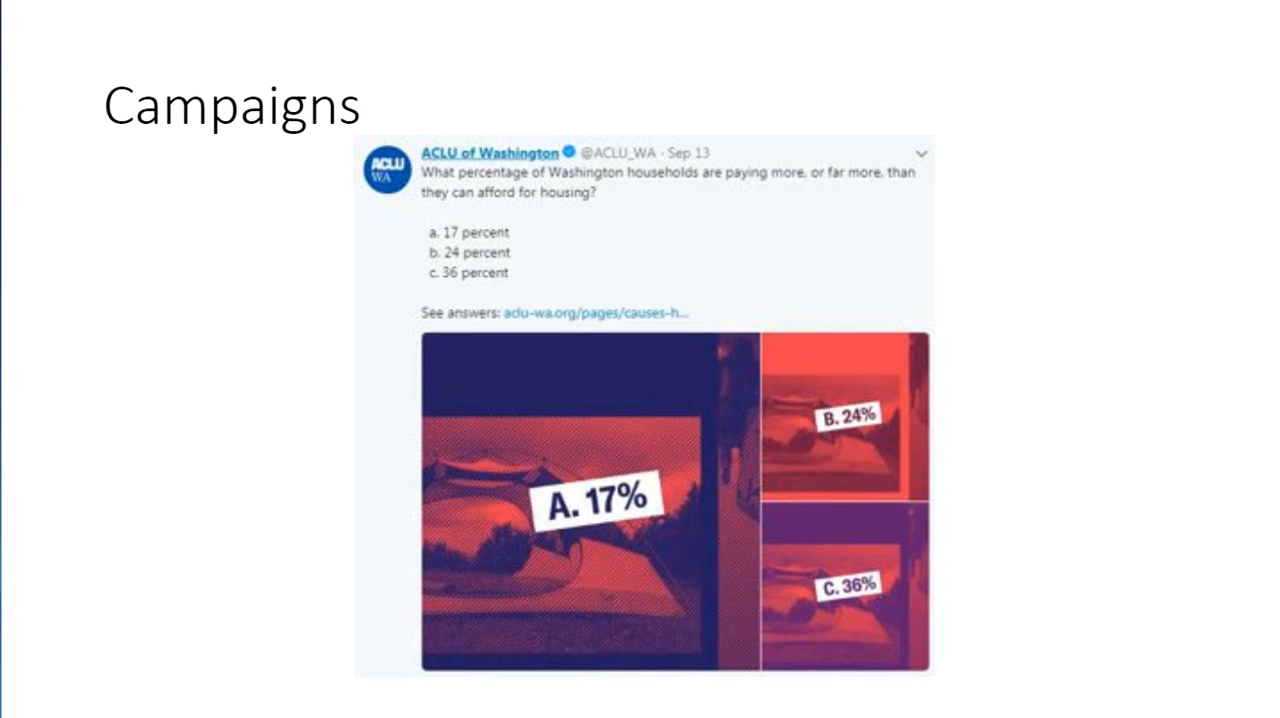 Campaigns
ACLU WA
ACLU of Washington @ACLU_WA · Sep 13
What percentage of Washington households are paying more, or far more, than
they can afford for housing?
a. 17 percent
b. 24 percent
c. 36 percent
See answers: aclu-wa.org/pages/causes-h...
A. 17%
B. 24%
C. 36%